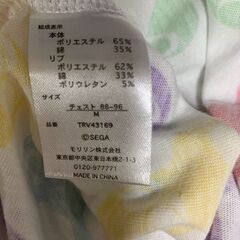 組成表示
本体
ポリエステル 65%
綿 35%
リブ
ポリエステル 62%
綿 33%
ポリウレタン 5%
サイズ
チェスト 88-96
M
品番 TRV43169
©SEGA
モリリン株式会社
東京都中央区東日本橋2-1-3
0120-977771
MADE IN CHINA